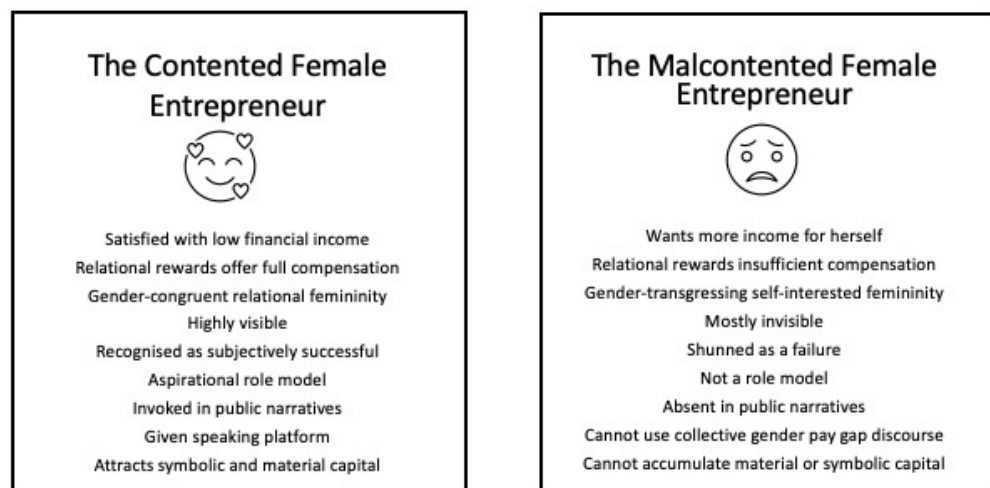 The Contented Female
Entrepreneur
Satisfied with low financial income
Relational rewards offer full compensation
Gender-congruent relational femininity
Highly visible
Recognised as subjectively successful
Aspirational role model
Invoked in public narratives
Given speaking platform
Attracts symbolic and material capital
The Malcontented Female
Entrepreneur
Wants more income for herself
Relational rewards insufficient compensation
Gender-transgressing self-interested femininity
Mostly invisible
Shunned as a failure
Not a role model
Absent in public narratives
Cannot use collective gender pay gap discourse
Cannot accumulate material or symbolic capital